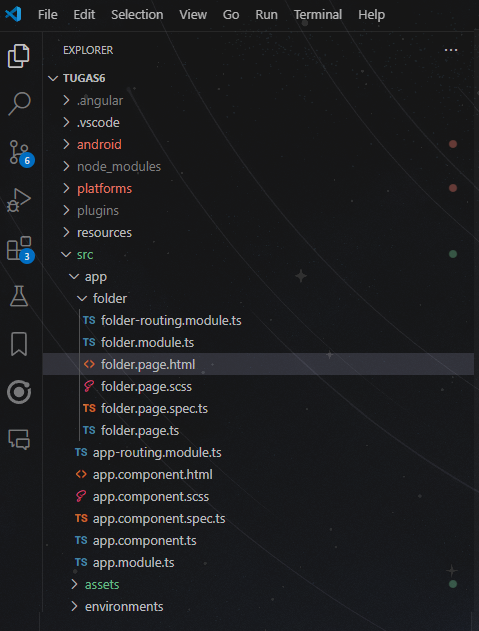 File Edit Selection View Go Run Terminal Help
EXPLORER
TUGAS6
.angular
.vscode
android
node_modules
6
platforms
plugins
resources
3
src
app
folder
TS folder-routing.module.ts
TS folder.module.ts
<> folder.page.html
folder.page.scss
TS folder.page.spec.ts
TS folder.page.ts
TS app-routing.module.ts
<> app.component.html
app.component.scss
TS app.component.spec.ts
TS app.component.ts
TS app.module.ts
assets
environments